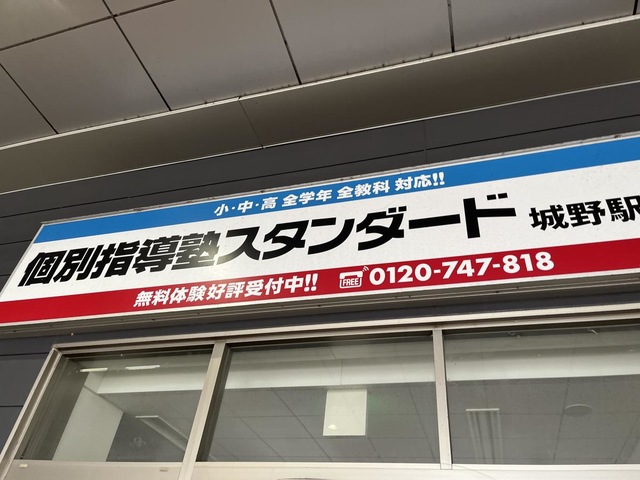 小・中・高 全学年 全教科 対応!!
個別指導塾スタンダード 城野駅
無料体験好評受付中!! FREE 0120-747-818